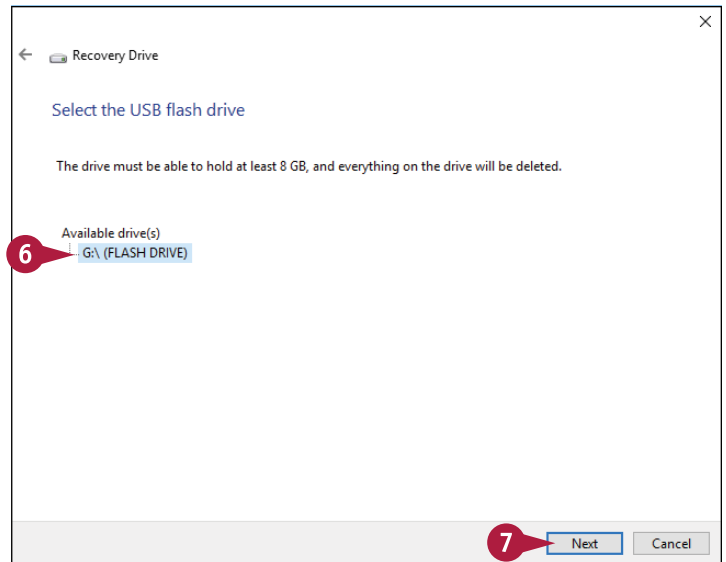 Recovery Drive
Select the USB flash drive
The drive must be able to hold at least 8 GB, and everything on the drive will be deleted.
Available drive(s)
6
G:\ (FLASH DRIVE)
7
Next Cancel